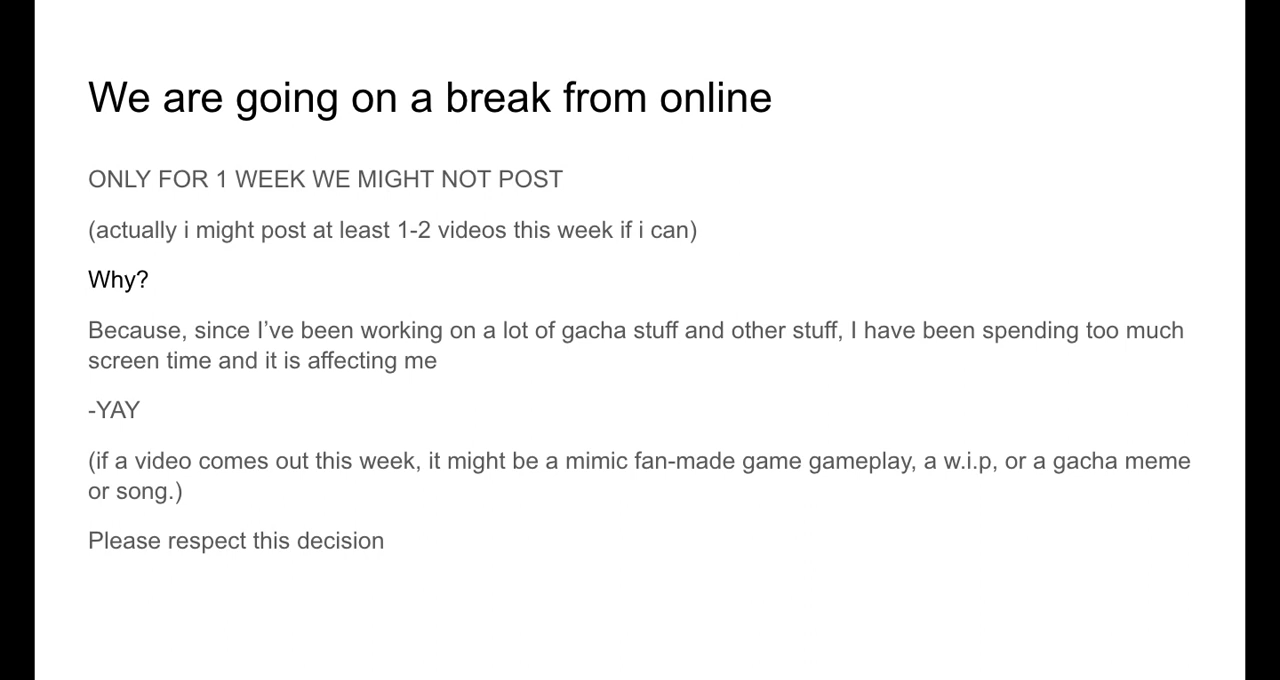 We are going on a break from online
ONLY FOR 1 WEEK WE MIGHT NOT POST
(actually i might post at least 1-2 videos this week if i can)
Why?
Because, since I’ve been working on a lot of gacha stuff and other stuff, I have been spending too much
screen time and it is affecting me
-YAY
(if a video comes out this week, it might be a mimic fan-made game gameplay, a w.i.p, or a gacha meme
or song.)
Please respect this decision